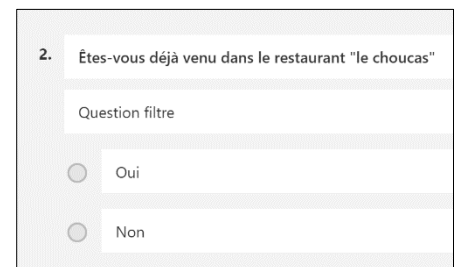 2. Êtes-vous déjà venu dans le restaurant "le choucas"
Question filtre
Oui
Non